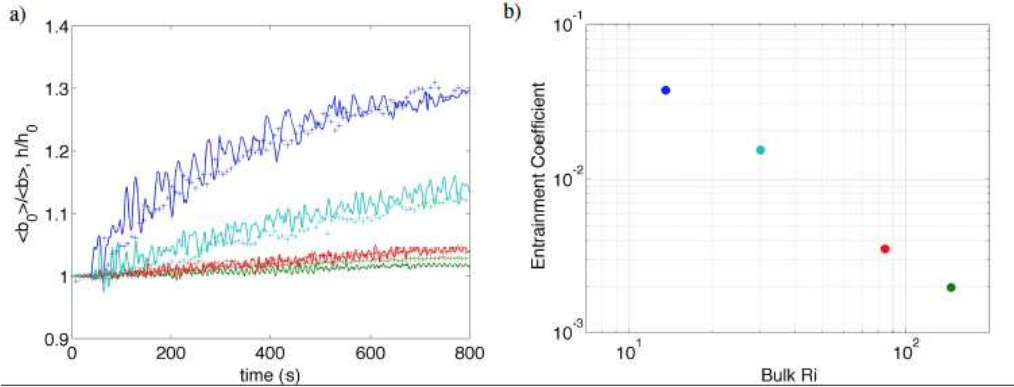 a)
<b₀>/<b>, h/h₀
1.4
1.3
1.2
1.1
1
0.9
0
200
400
600
800
time (s)
b)
Entrainment Coefficient
10⁻¹
10⁻²
10⁻³
10¹
10²
Bulk Ri